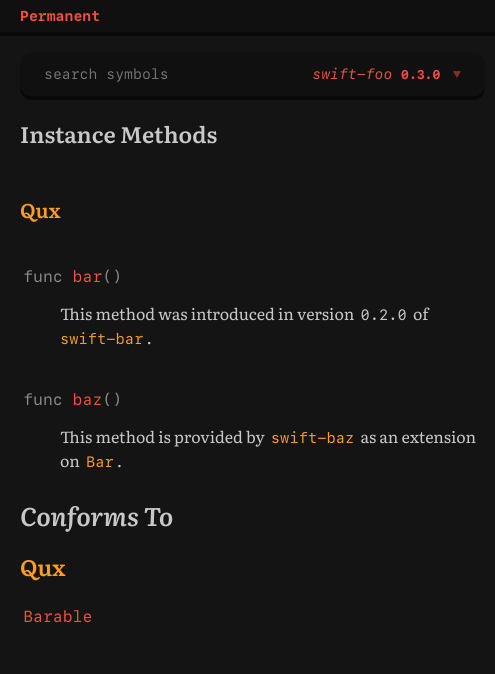 Permanent
search symbols swift-foo 0.3.0 ▼
Instance Methods
Qux
func bar()
This method was introduced in version 0.2.0 of
swift-bar.
func baz()
This method is provided by swift-baz as an extension
on Bar.
Conforms To
Qux
Barable